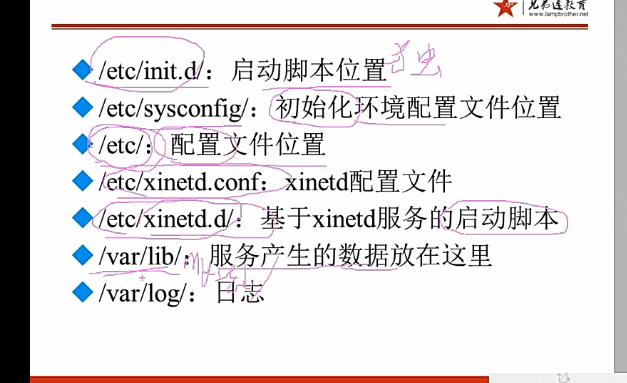 兄弟连教育
www.lampbrother.net
/etc/init.d/：启动脚本位置
/etc/sysconfig/：初始化环境配置文件位置
/etc/：配置文件位置
/etc/xinetd.conf：xinetd配置文件
/etc/xinetd.d/：基于xinetd服务的启动脚本
/var/lib/：服务产生的数据放在这里
/var/log/：日志